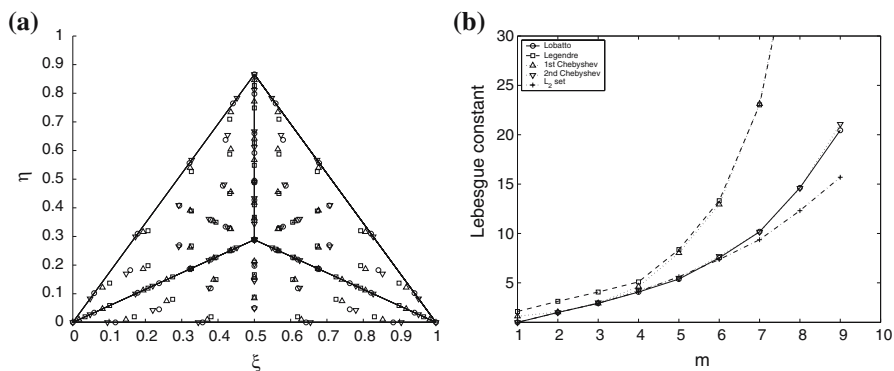 (a)
1
0.9
0.8
0.7
0.6
0.5
0.4
0.3
0.2
0.1
0
η
0 0.1 0.2 0.3 0.4 0.5 0.6 0.7 0.8 0.9 1
ξ
(b)
30
25
20
15
10
5
Lebesgue constant
Lobatto
Legendre
1st Chebyshev
2nd Chebyshev
L₂ set
1 2 3 4 5 6 7 8 9 10
m